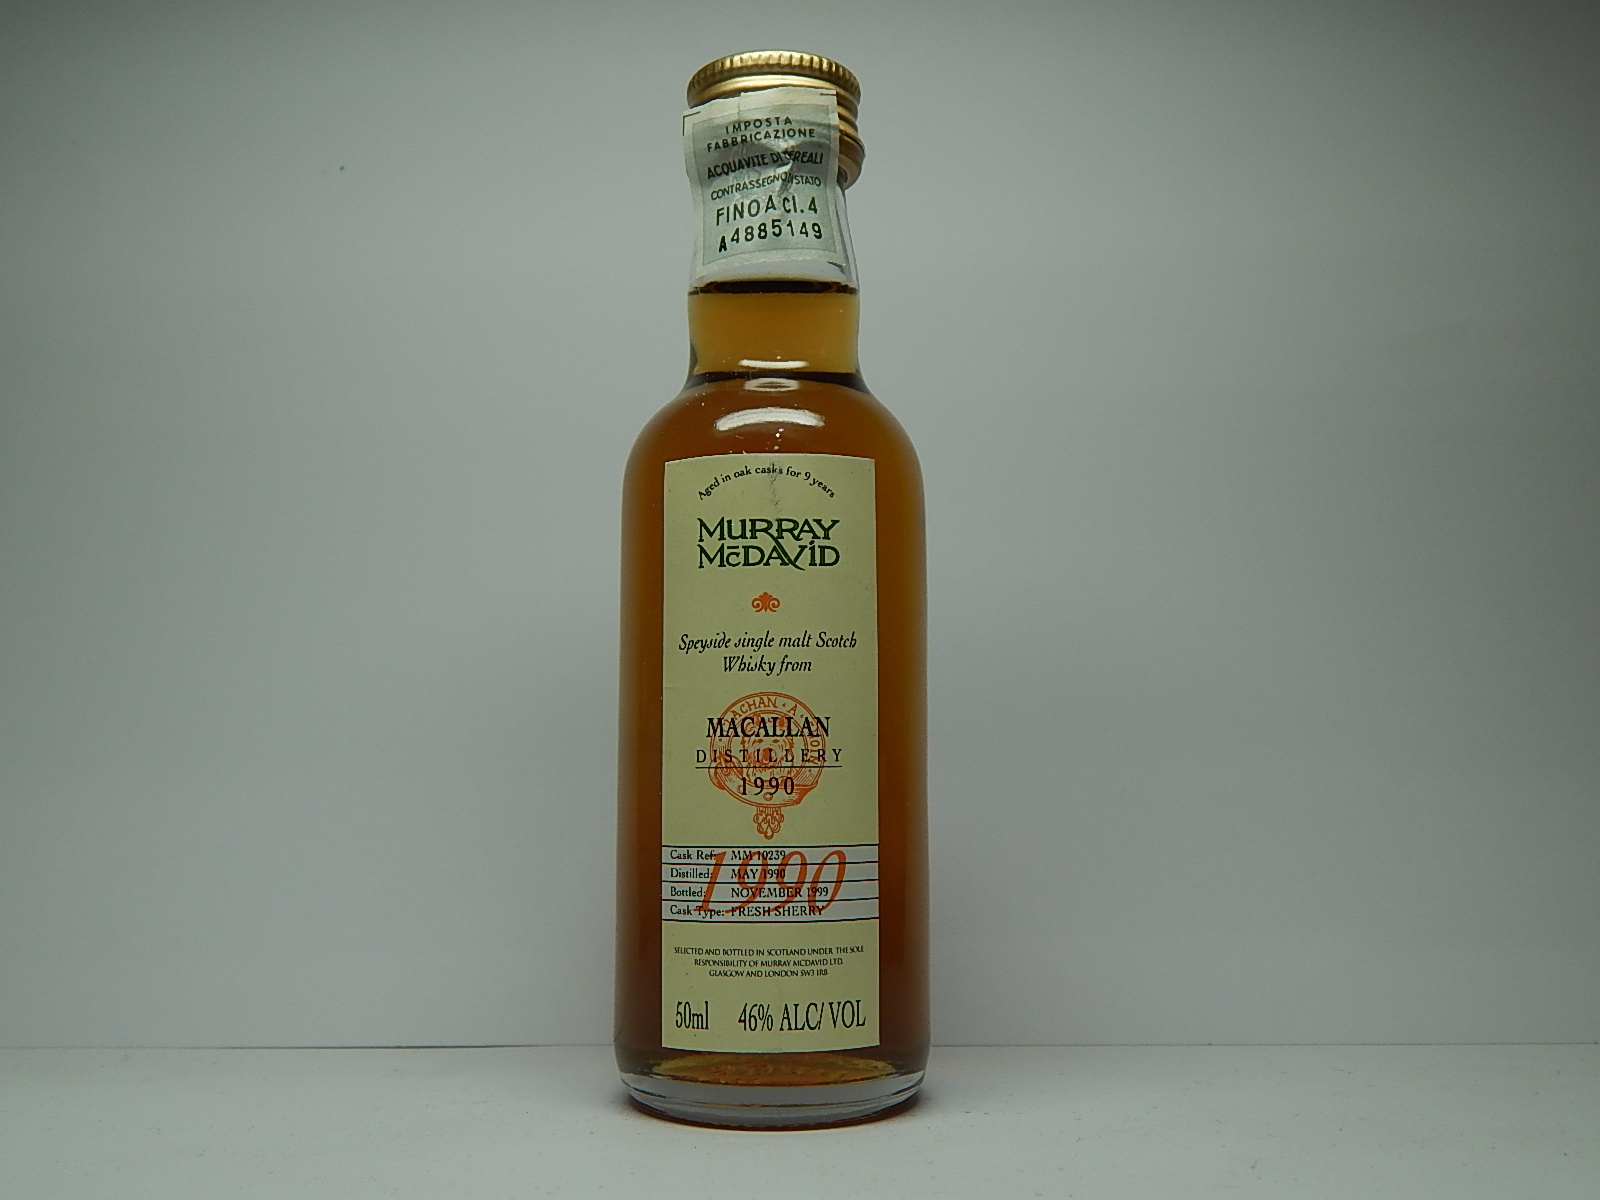 IMPOSTA
FABBRICAZIONE
ACQUAVITE DI CEREALI
CONTRASSEGNO STATO
FINO A Cl. 4
A4885149
Aged in oak casks for 9 years
MURRAY
McDAVID
Speyside single malt Scotch
Whisky from
ACHAN · A
MACALLAN
DISTILLERY
1990
1990
Cask Ref: MM 10239
Distilled: MAY 1990
Bottled: NOVEMBER 1999
Cask Type: FRESH SHERRY
SELECTED AND BOTTLED IN SCOTLAND UNDER THE SOLE
RESPONSIBILITY OF MURRAY MCDAVID LTD.
GLASGOW AND LONDON SW3 1RB
50ml 46% ALC/VOL